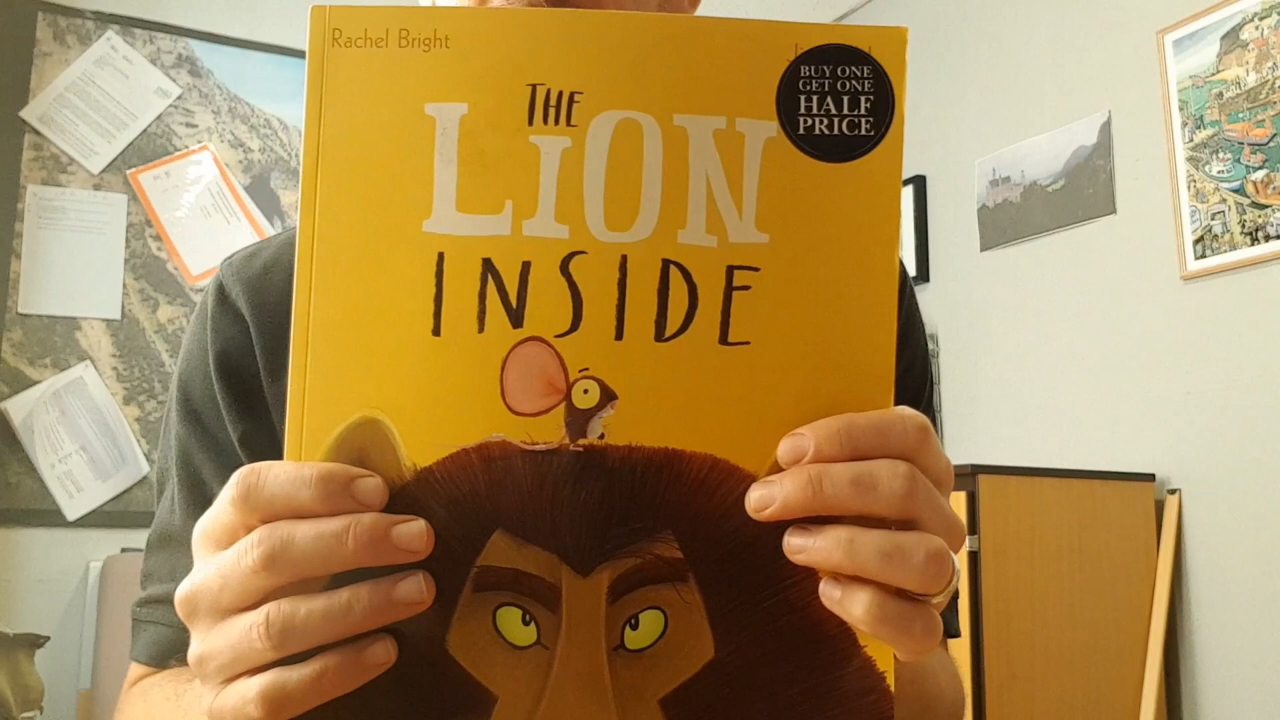 Rachel Bright
BUY ONE
GET ONE
HALF
PRICE
THE
LiON
INSIDE